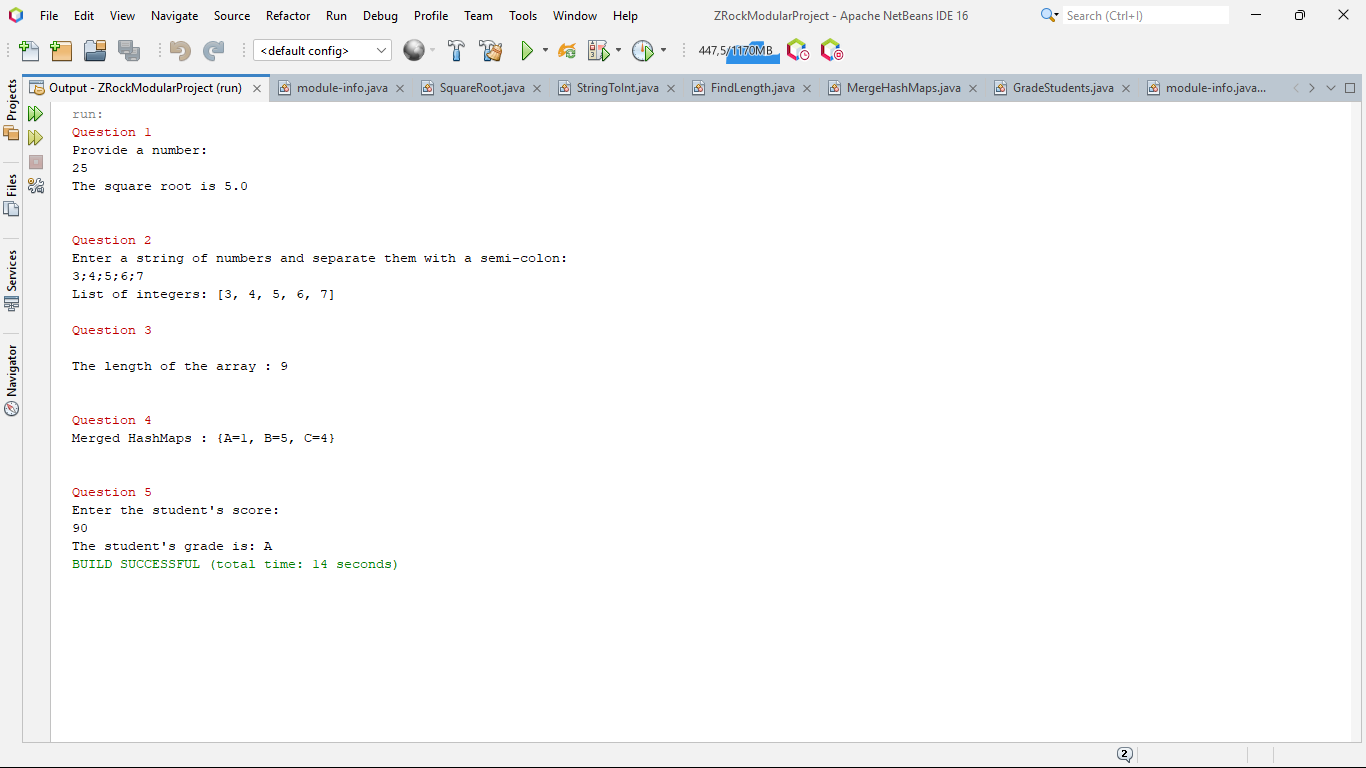 File Edit View Navigate Source Refactor Run Debug Profile Team Tools Window Help ZRockModularProject - Apache NetBeans IDE 16 Search (Ctrl+I)
<default config> 447,5/1170MB
Output - ZRockModularProject (run) module-info.java SquareRoot.java StringToInt.java FindLength.java MergeHashMaps.java GradeStudents.java module-info.java...
Projects
Files
Services
Navigator
run:
Question 1
Provide a number:
25
The square root is 5.0
Question 2
Enter a string of numbers and separate them with a semi-colon:
3;4;5;6;7
List of integers: [3, 4, 5, 6, 7]
Question 3
The length of the array : 9
Question 4
Merged HashMaps : {A=1, B=5, C=4}
Question 5
Enter the student's score:
90
The student's grade is: A
BUILD SUCCESSFUL (total time: 14 seconds)
2